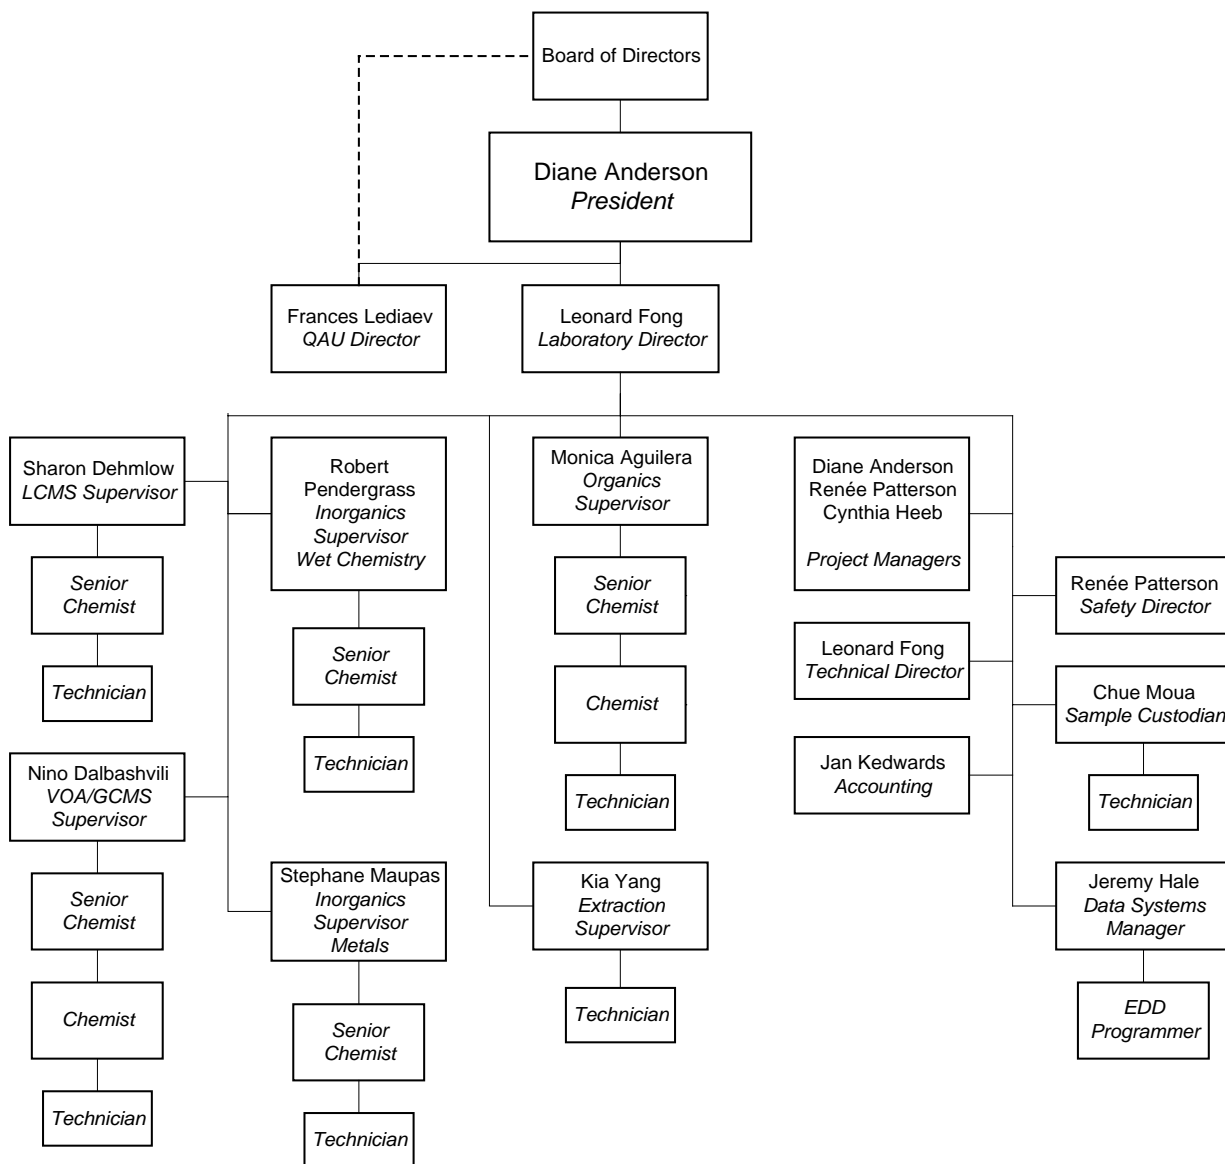 Board of Directors
Diane Anderson
President
Frances Lediaev
QAU Director
Leonard Fong
Laboratory Director
Sharon Dehmlow
LCMS Supervisor
Senior
Chemist
Technician
Nino Dalbashvili
VOA/GCMS
Supervisor
Senior
Chemist
Chemist
Technician
Robert
Pendergrass
Inorganics
Supervisor
Wet Chemistry
Senior
Chemist
Technician
Stephane Maupas
Inorganics
Supervisor
Metals
Senior
Chemist
Technician
Monica Aguilera
Organics
Supervisor
Senior
Chemist
Chemist
Technician
Kia Yang
Extraction
Supervisor
Technician
Diane Anderson
Renée Patterson
Cynthia Heeb
Project Managers
Leonard Fong
Technical Director
Jan Kedwards
Accounting
Renée Patterson
Safety Director
Chue Moua
Sample Custodian
Technician
Jeremy Hale
Data Systems
Manager
EDD
Programmer